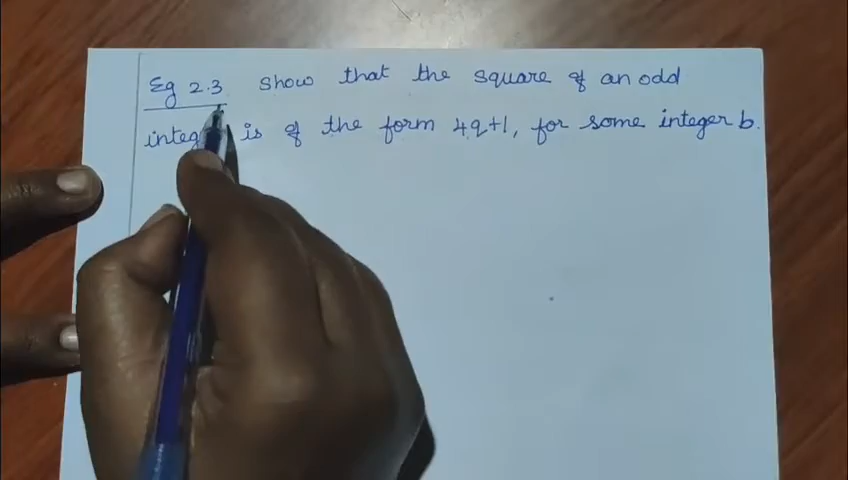 Eg 2.3 Show that the square of an odd
integ is of the form 4q+1, for some integer b.